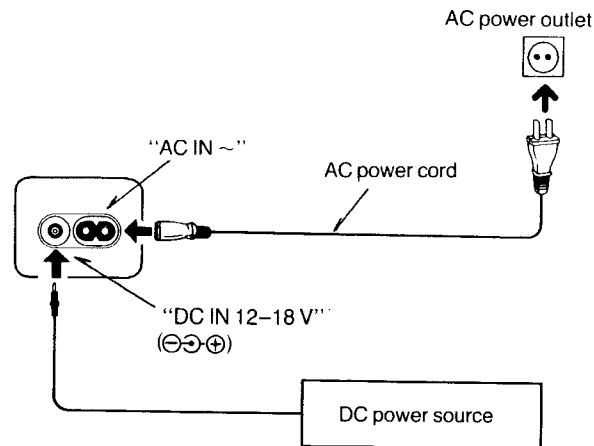 AC power outlet
"AC IN ~"
AC power cord
"DC IN 12–18 V"
(⊖-⊙-⊕)
DC power source